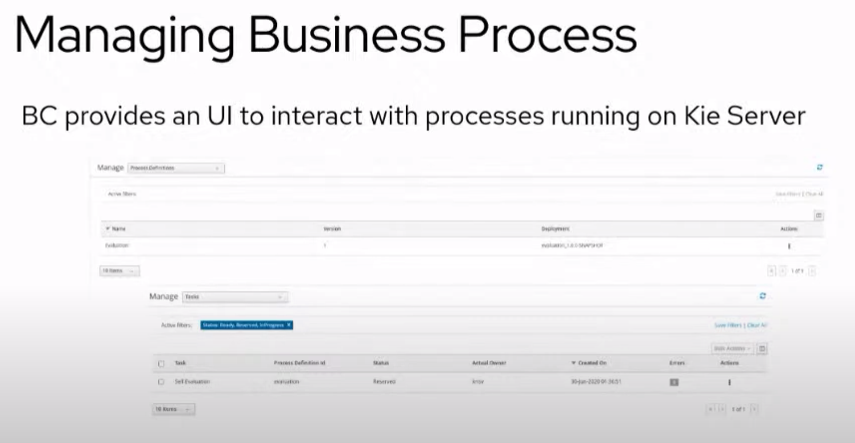 Managing Business Process
BC provides an UI to interact with processes running on Kie Server
Manage Process Definitions
Active filters:
Save Filters | Clear All
Name Version Deployment Actions
Evaluation 1 evaluation_1.0.0-SNAPSHOT
10 Items 1 of 1
Manage Tasks
Active filters: Status: Ready, Reserved, InProgress X
Save Filters | Clear All
Bulk Actions
Task Process Definition Id Status Actual Owner Created On Errors Actions
Self Evaluation evaluation Reserved
10 Items 1 of 1